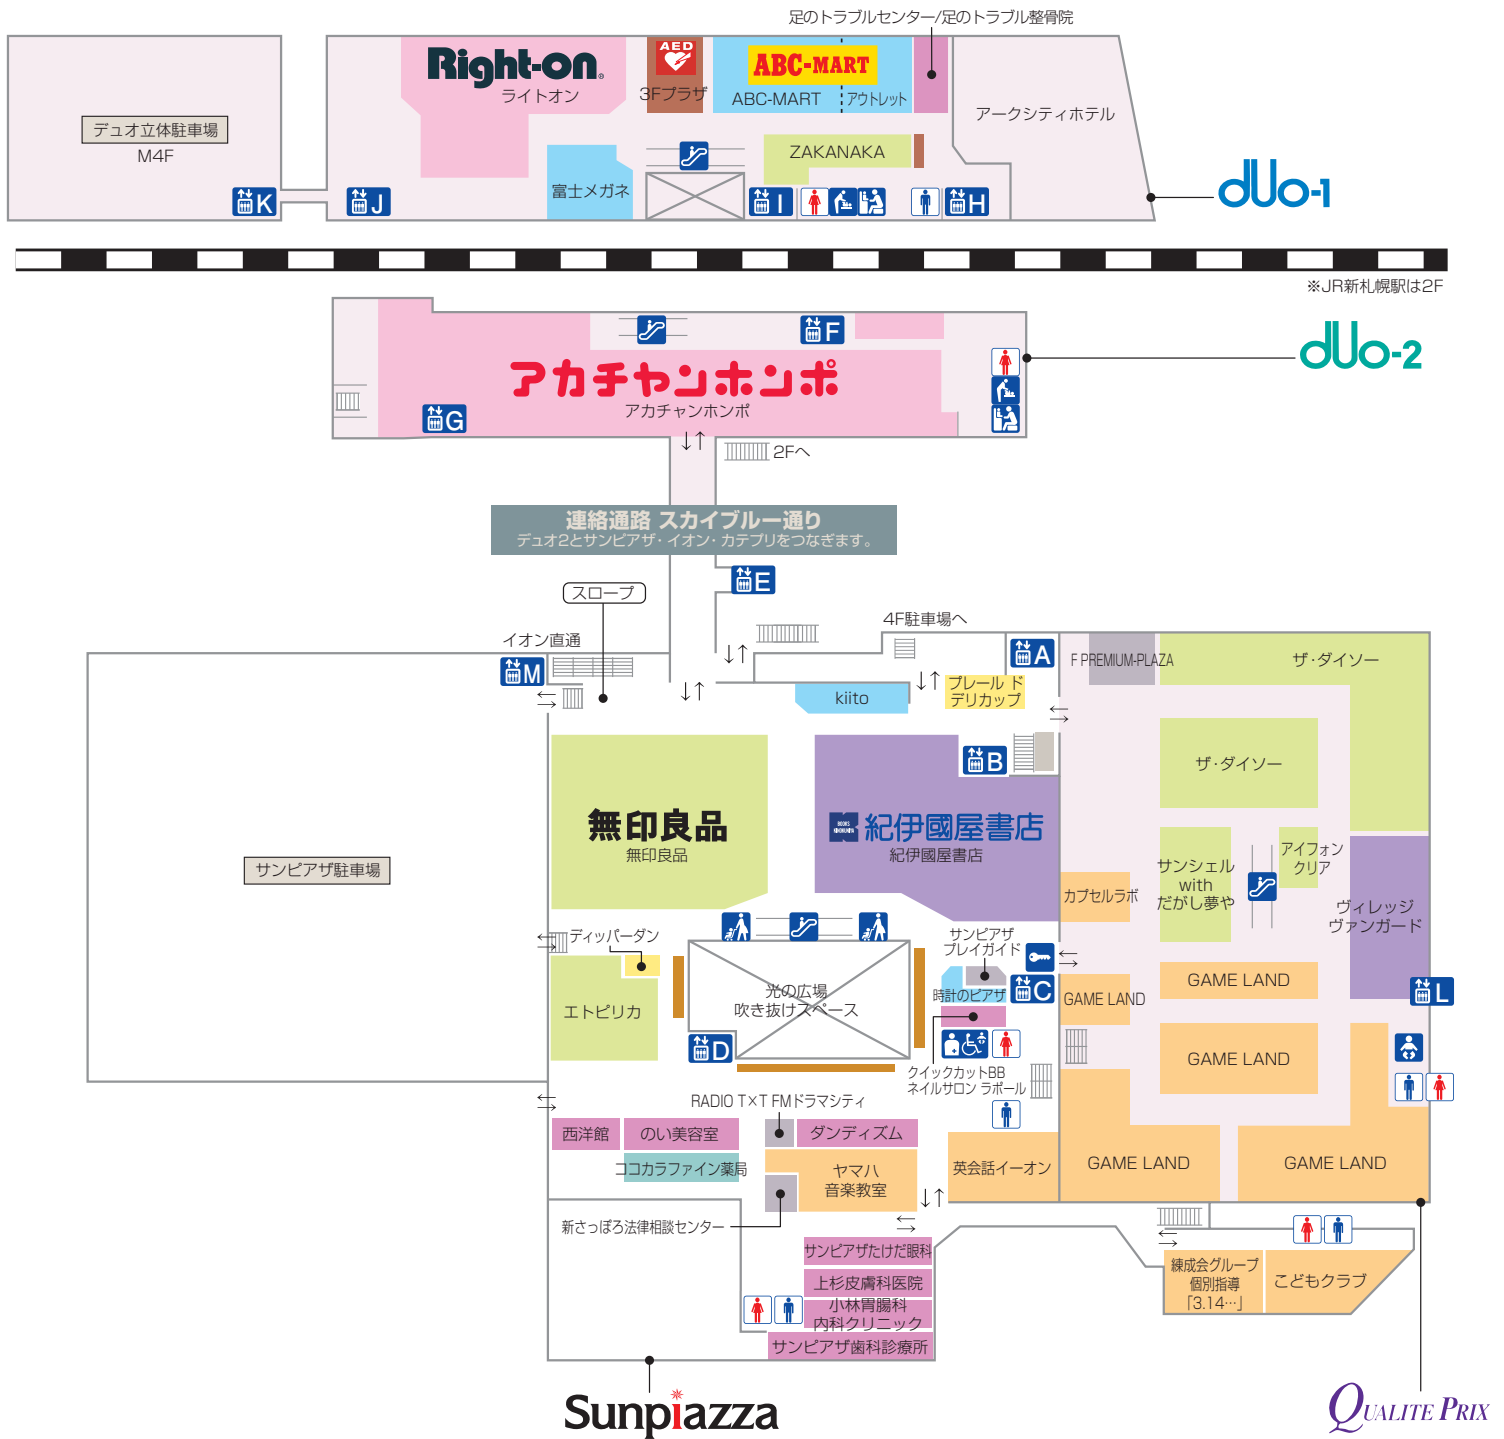 足のトラブルセンター/足のトラブル整骨院
Right-on
ライトオン
AED
3Fプラザ
ABC-MART
ABC-MART
アウトレット
アークシティホテル
デュオ立体駐車場
M4F
富士メガネ
ZAKANAKA
K
J
I
H
duo-1
※JR新札幌駅は2F
duo-2
F
アカチャンホンポ
アカチャンホンポ
G
2Fへ
連絡通路 スカイブルー通り
デュオ2とサンピアザ・イオン・カテプリをつなぎます。
E
スロープ
4F駐車場へ
イオン直通
M
A
F PREMIUM-PLAZA
ザ・ダイソー
kiito
プレール ド
デリカップ
B
ザ・ダイソー
無印良品
無印良品
BOOKS
KINOKUNIYA
紀伊國屋書店
紀伊國屋書店
サンピアザ駐車場
カプセルラボ
サンシェル
with
だがし夢や
アイフォン
クリア
ヴィレッジ
ヴァンガード
ディッパーダン
サンピアザ
プレイガイド
エトピリカ
光の広場
吹き抜けスペース
時計のピアザ
C
GAME LAND
GAME LAND
L
D
GAME LAND
クイックカットBB
ネイルサロン ラポール
RADIO T×T FMドラマシティ
西洋館
のい美容室
ダンディズム
ココカラファイン薬局
ヤマハ
音楽教室
英会話イーオン
GAME LAND
GAME LAND
新さっぽろ法律相談センター
サンピアザたけだ眼科
上杉皮膚科医院
小林胃腸科
内科クリニック
サンピアザ歯科診療所
練成会グループ
個別指導
「3.14…」
こどもクラブ
Sunpiazza
QUALITE PRIX